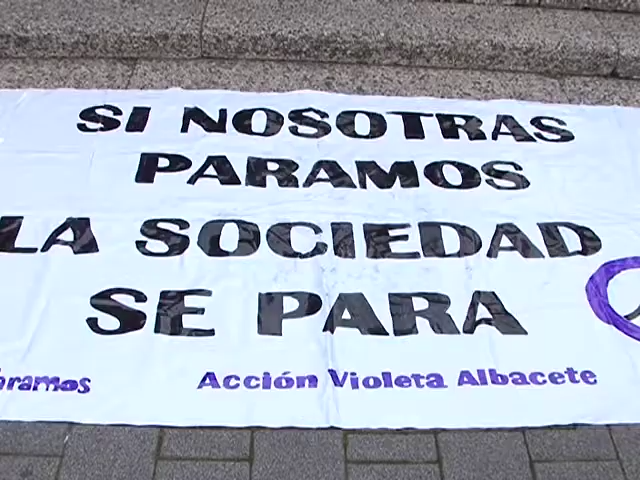 SI NOSOTRAS
PARAMOS
LA SOCIEDAD
SE PARA
Acción Violeta Albacete